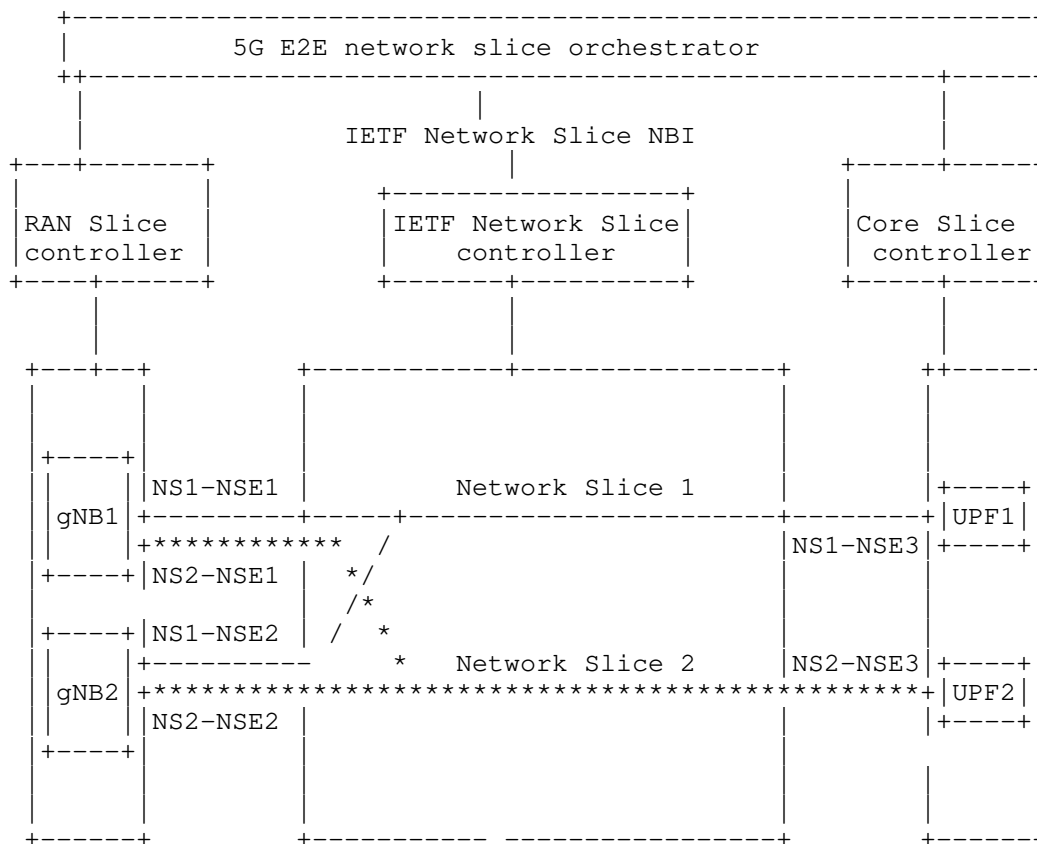 5G E2E network slice orchestrator
IETF Network Slice NBI
RAN Slice
controller
IETF Network Slice
controller
Core Slice
controller
NS1-NSE1
Network Slice 1
gNB1
UPF1
NS1-NSE3
NS2-NSE1
NS1-NSE2
Network Slice 2
NS2-NSE3
gNB2
UPF2
NS2-NSE2